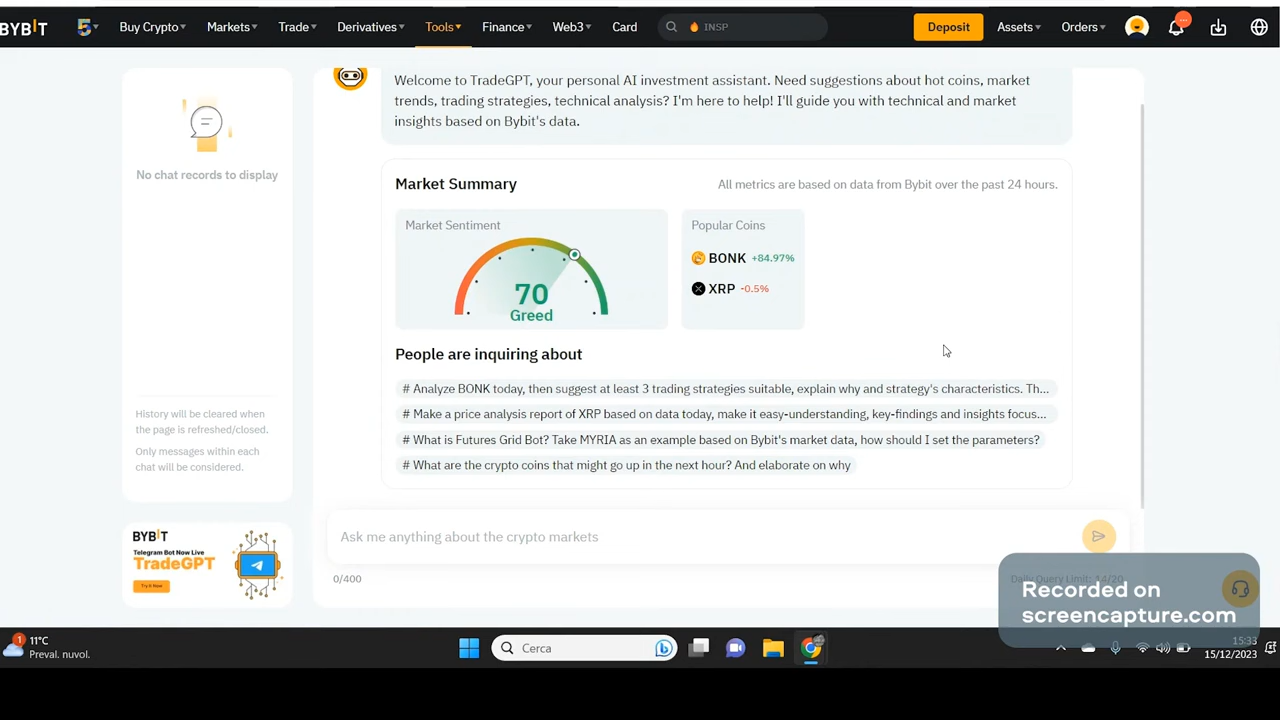 BYBIT
Buy Crypto
Markets
Trade
Derivatives
Tools
Finance
Web3
Card
INSP
Deposit
Assets
Orders
Welcome to TradeGPT, your personal AI investment assistant. Need suggestions about hot coins, market
trends, trading strategies, technical analysis? I'm here to help! I'll guide you with technical and market
insights based on Bybit's data.
No chat records to display
Market Summary
All metrics are based on data from Bybit over the past 24 hours.
Market Sentiment
70
Greed
Popular Coins
BONK +84.97%
XRP -0.5%
People are inquiring about
# Analyze BONK today, then suggest at least 3 trading strategies suitable, explain why and strategy's characteristics. Th...
# Make a price analysis report of XRP based on data today, make it easy-understanding, key-findings and insights focus...
# What is Futures Grid Bot? Take MYRIA as an example based on Bybit's market data, how should I set the parameters?
# What are the crypto coins that might go up in the next hour? And elaborate on why
History will be cleared when
the page is refreshed/closed.
Only messages within each
chat will be considered.
BYBIT
Telegram Bot Now Live
TradeGPT
Try It Now
Ask me anything about the crypto markets
0/400
Daily Query Limit: /20
Recorded on
screencapture.com
1
11°C
Preval. nuvol.
Cerca
15:33
15/12/2023